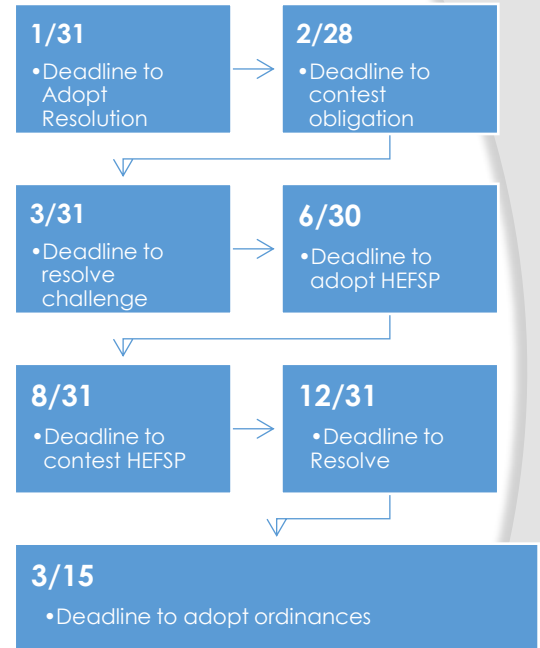 1/31
•Deadline to
Adopt
Resolution
2/28
•Deadline to
contest
obligation
3/31
•Deadline to
resolve
challenge
6/30
•Deadline to
adopt HEFSP
8/31
•Deadline to
contest HEFSP
12/31
•Deadline to
Resolve
3/15
•Deadline to adopt ordinances